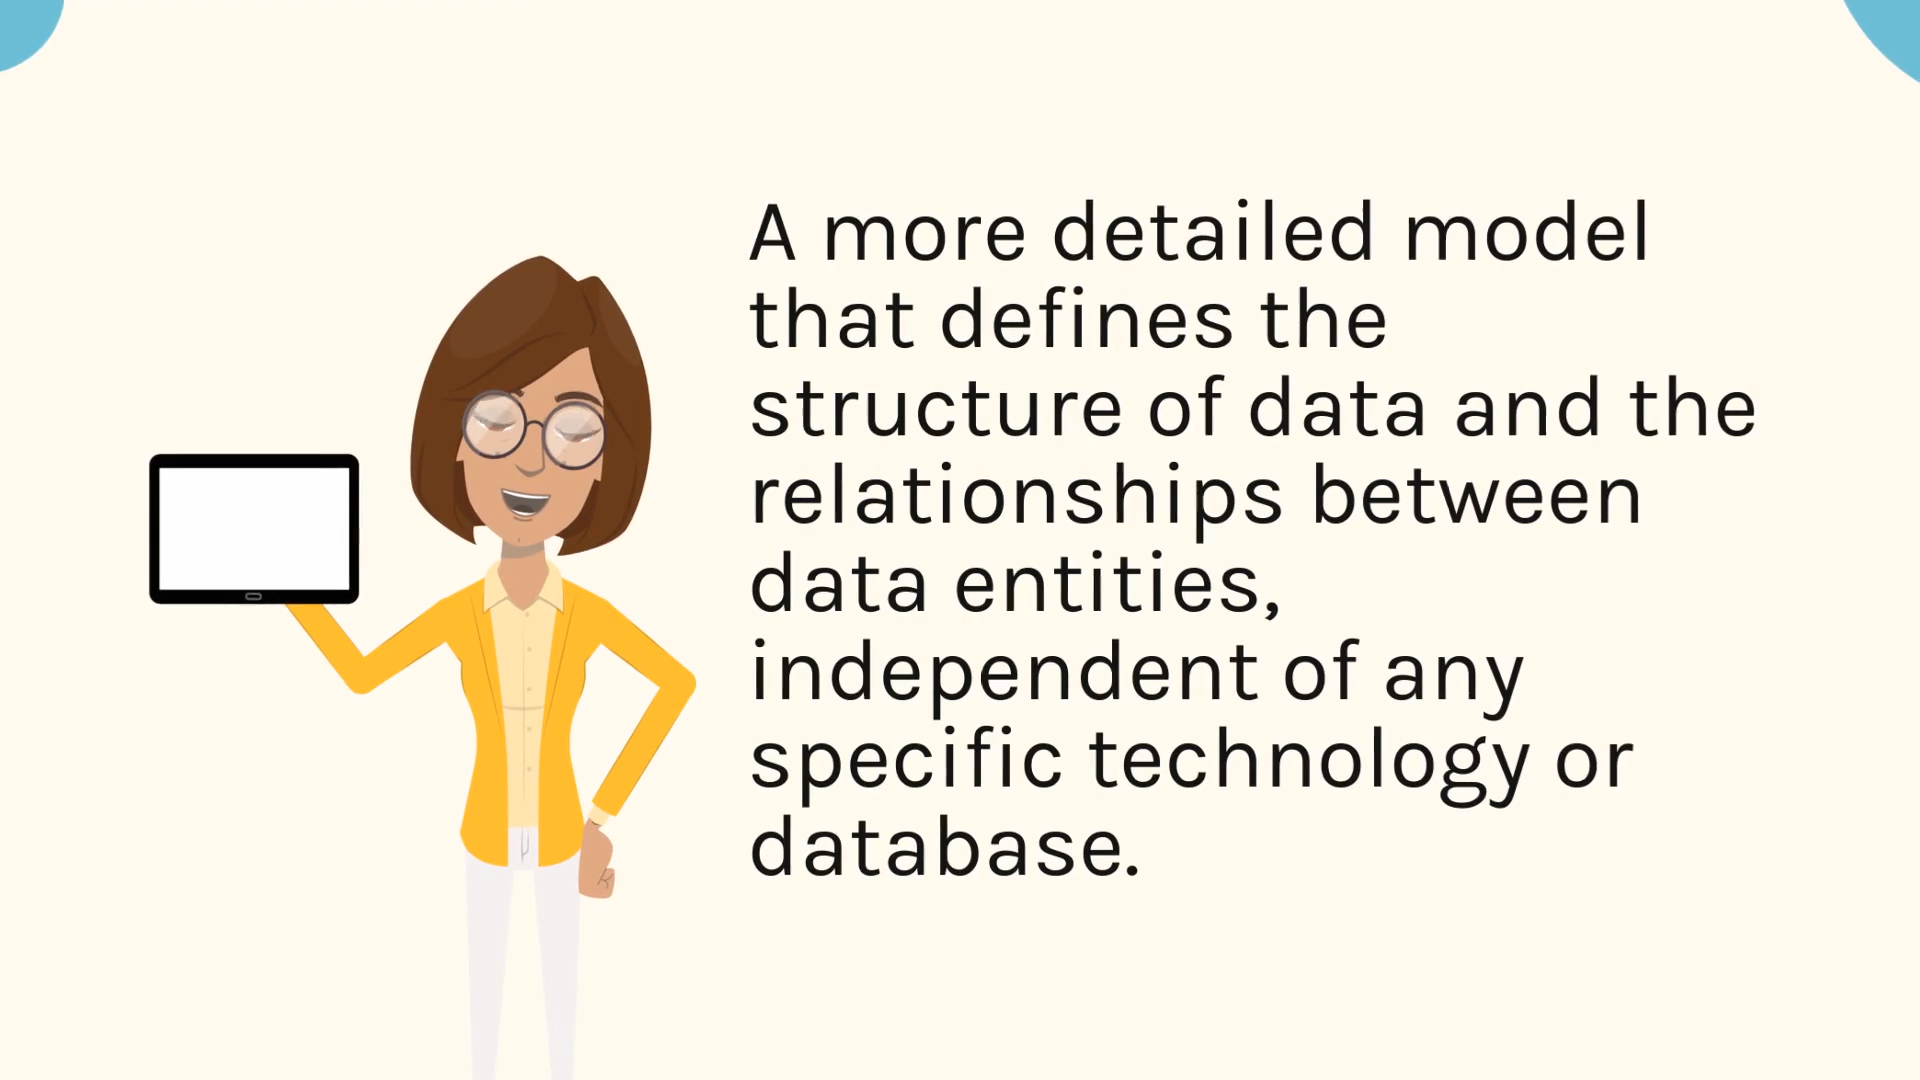 A more detailed model
that defines the
structure of data and the
relationships between
data entities,
independent of any
specific technology or
database.